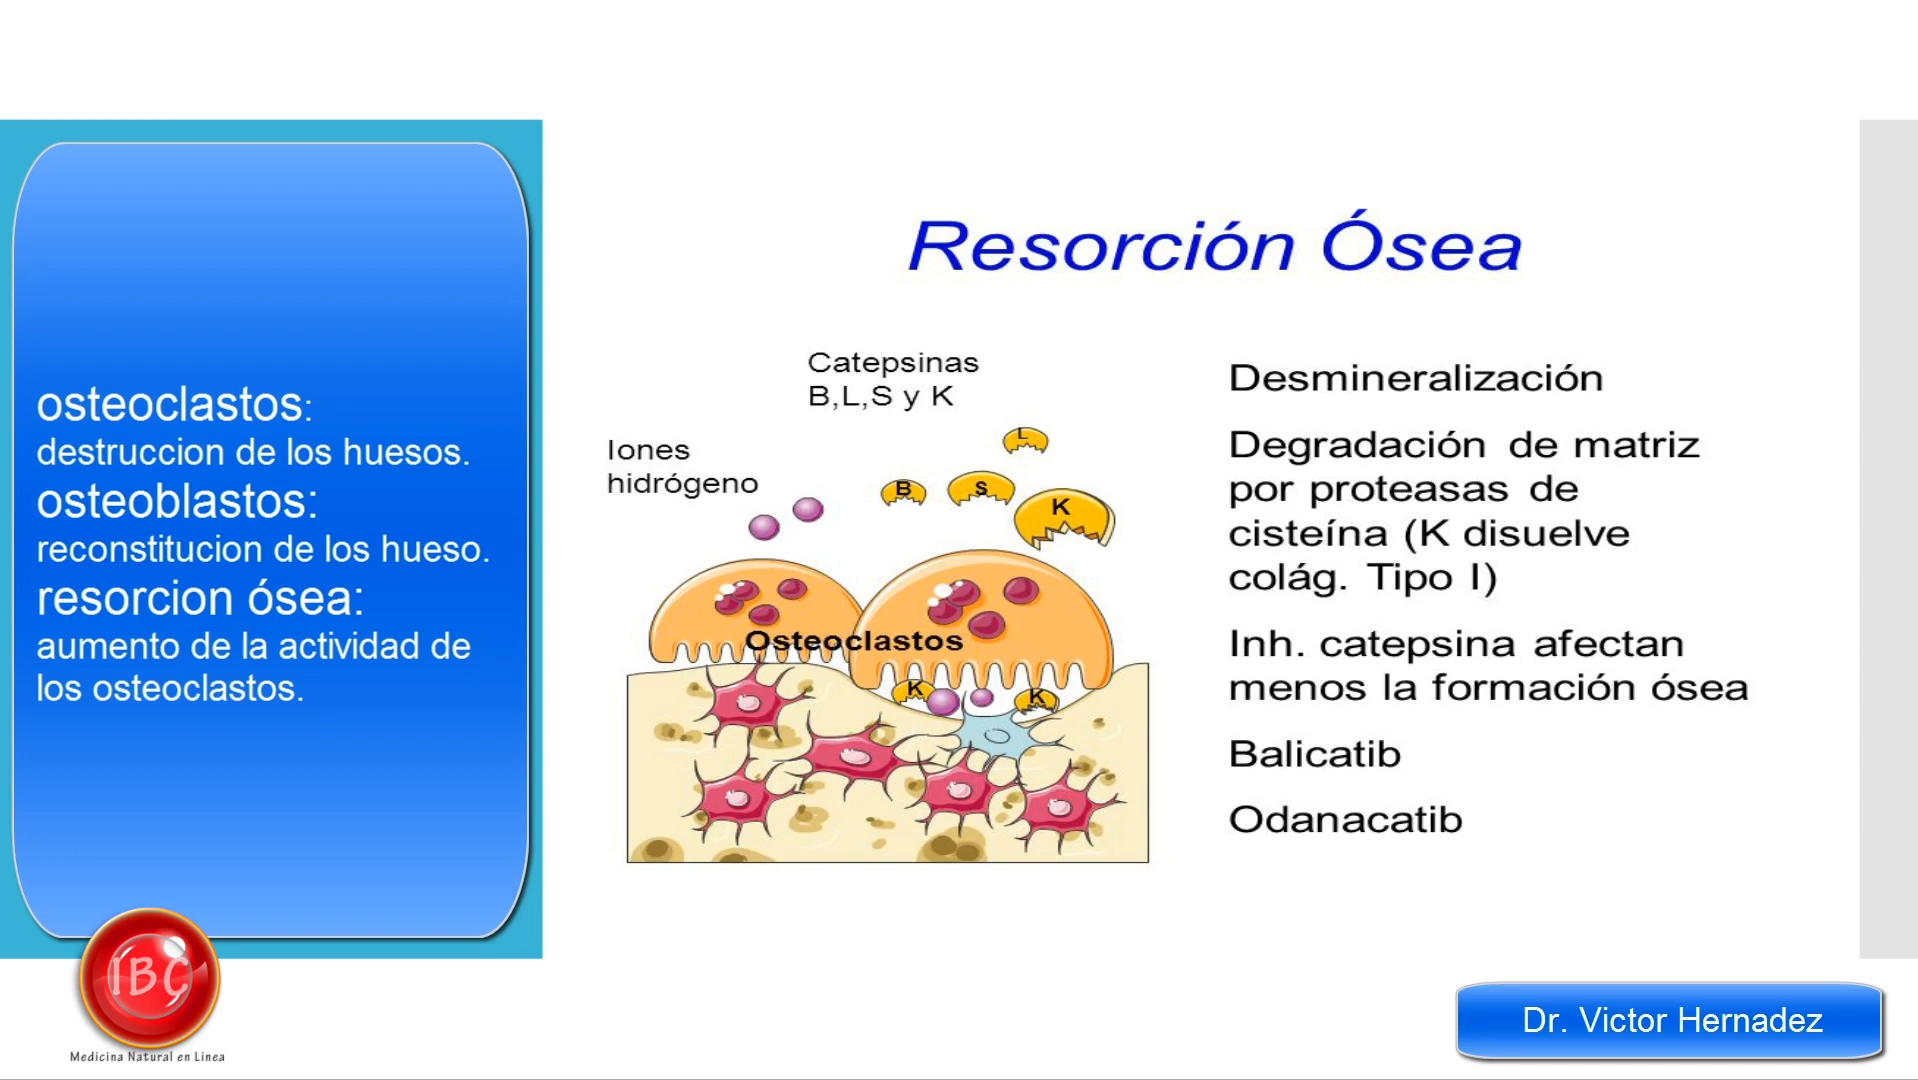 osteoclastos:
destruccion de los huesos.
osteoblastos:
reconstitucion de los hueso.
resorcion ósea:
aumento de la actividad de
los osteoclastos.
Resorción Ósea
Catepsinas
B,L,S y K
Iones
hidrógeno
L
B
S
K
Osteoclastos
K
K
Desmineralización
Degradación de matriz
por proteasas de
cisteína (K disuelve
colág. Tipo I)
Inh. catepsina afectan
menos la formación ósea
Balicatib
Odanacatib
IBC
Medicina Natural en Linea
Dr. Victor Hernadez